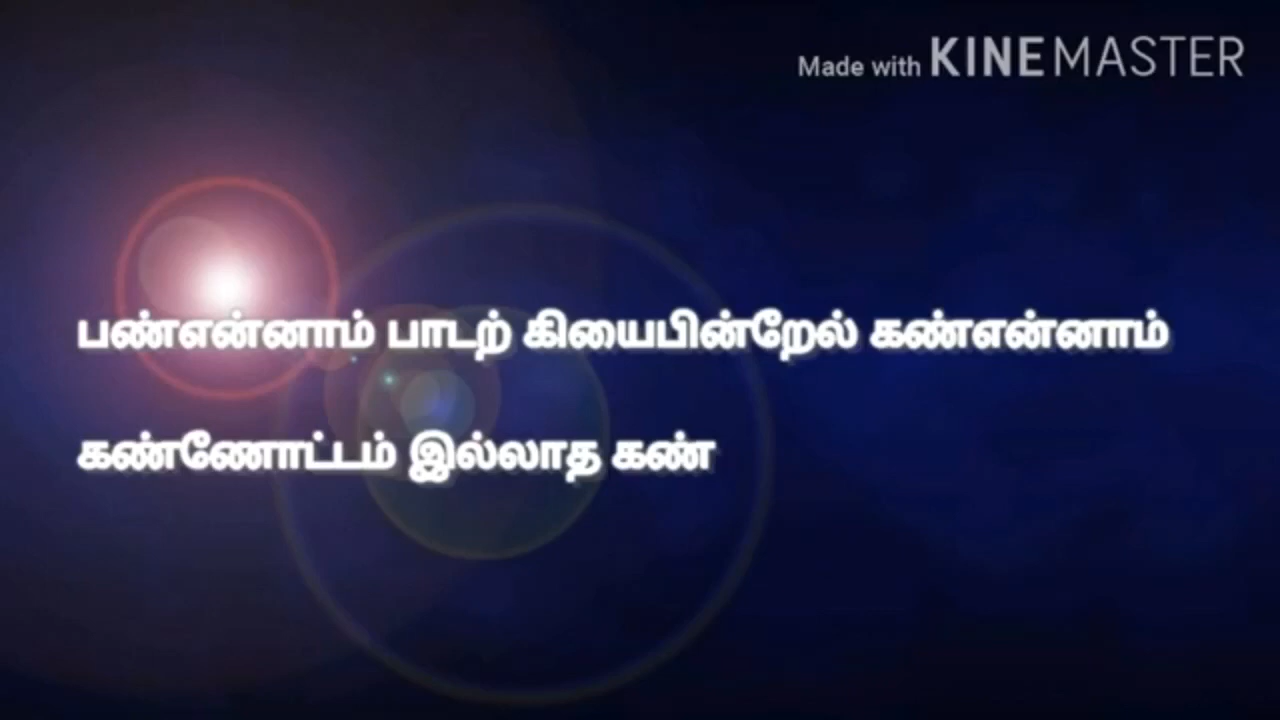 Made with KINEMASTER
பண்என்னாம் பாடற் கியைபின்றேல் கண்என்னாம்
கண்ணோட்டம் இல்லாத கண்